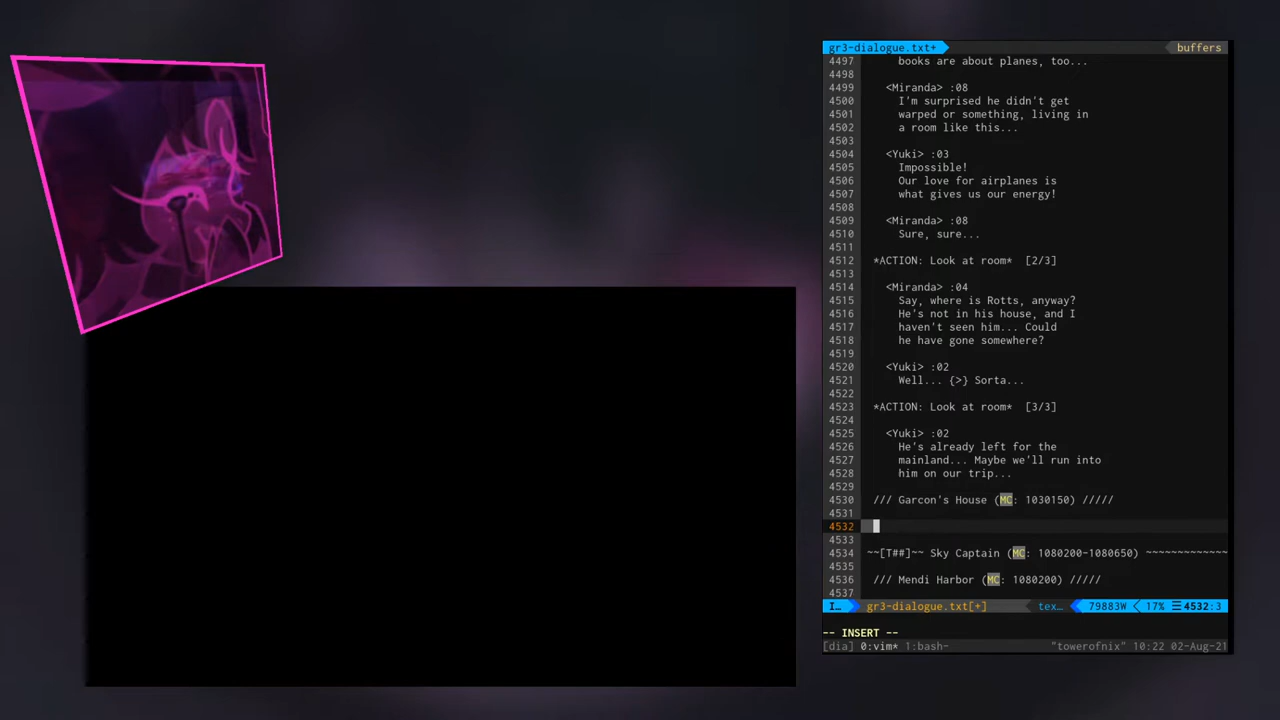 gr3-dialogue.txt+ buffers
4497 books are about planes, too...
4498
4499 <Miranda> :08
4500 I'm surprised he didn't get
4501 warped or something, living in
4502 a room like this...
4503
4504 <Yuki> :03
4505 Impossible!
4506 Our love for airplanes is
4507 what gives us our energy!
4508
4509 <Miranda> :08
4510 Sure, sure...
4511
4512 *ACTION: Look at room* [2/3]
4513
4514 <Miranda> :04
4515 Say, where is Rotts, anyway?
4516 He's not in his house, and I
4517 haven't seen him... Could
4518 he have gone somewhere?
4519
4520 <Yuki> :02
4521 Well... {>} Sorta...
4522
4523 *ACTION: Look at room* [3/3]
4524
4525 <Yuki> :02
4526 He's already left for the
4527 mainland... Maybe we'll run into
4528 him on our trip...
4529
4530 /// Garcon's House (MC: 1030150) /////
4531
4532
4533
4534 ~~[T##]~~ Sky Captain (MC: 1080200-1080650) ~~~~~~~~~~~~~
4535
4536 /// Mendi Harbor (MC: 1080200) /////
4537
I… gr3-dialogue.txt[+] tex… 79883W 17% ☰4532:3
-- INSERT --
[dia] 0:vim* 1:bash- "towerofnix" 10:22 02-Aug-21